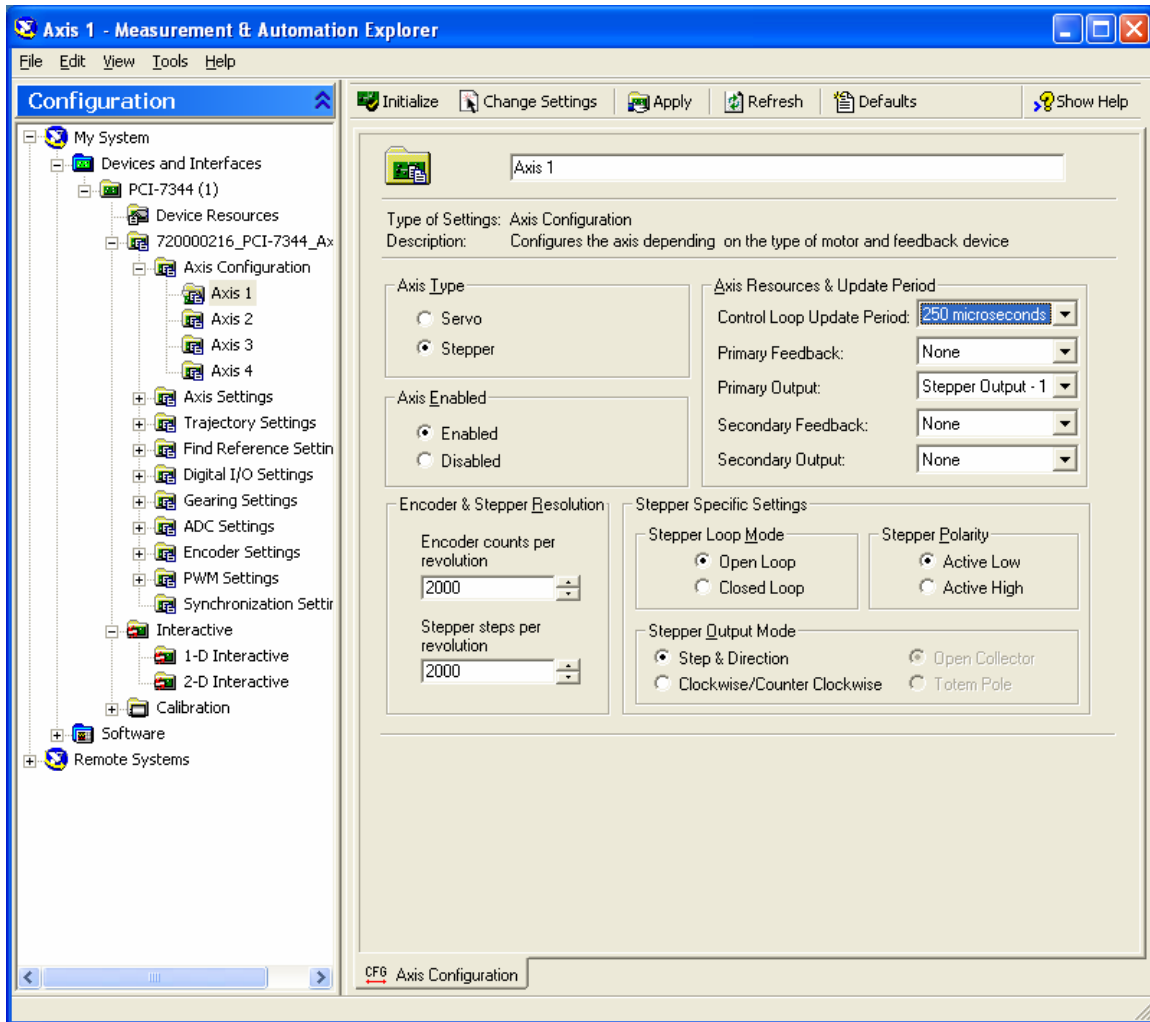 Axis 1 - Measurement & Automation Explorer
File Edit View Tools Help
Configuration
My System
Devices and Interfaces
PCI-7344 (1)
Device Resources
720000216_PCI-7344_Ax
Axis Configuration
Axis 1
Axis 2
Axis 3
Axis 4
Axis Settings
Trajectory Settings
Find Reference Settin
Digital I/O Settings
Gearing Settings
ADC Settings
Encoder Settings
PWM Settings
Synchronization Settir
Interactive
1-D Interactive
2-D Interactive
Calibration
Software
Remote Systems
Initialize Change Settings Apply Refresh Defaults Show Help
Axis 1
Type of Settings: Axis Configuration
Description: Configures the axis depending on the type of motor and feedback device
Axis Type
Servo
Stepper
Axis Enabled
Enabled
Disabled
Axis Resources & Update Period
Control Loop Update Period: 250 microseconds
Primary Feedback: None
Primary Output: Stepper Output - 1
Secondary Feedback: None
Secondary Output: None
Encoder & Stepper Resolution
Encoder counts per
revolution
2000
Stepper steps per
revolution
2000
Stepper Specific Settings
Stepper Loop Mode
Open Loop
Closed Loop
Stepper Polarity
Active Low
Active High
Stepper Output Mode
Step & Direction
Clockwise/Counter Clockwise
Open Collector
Totem Pole
CFG Axis Configuration